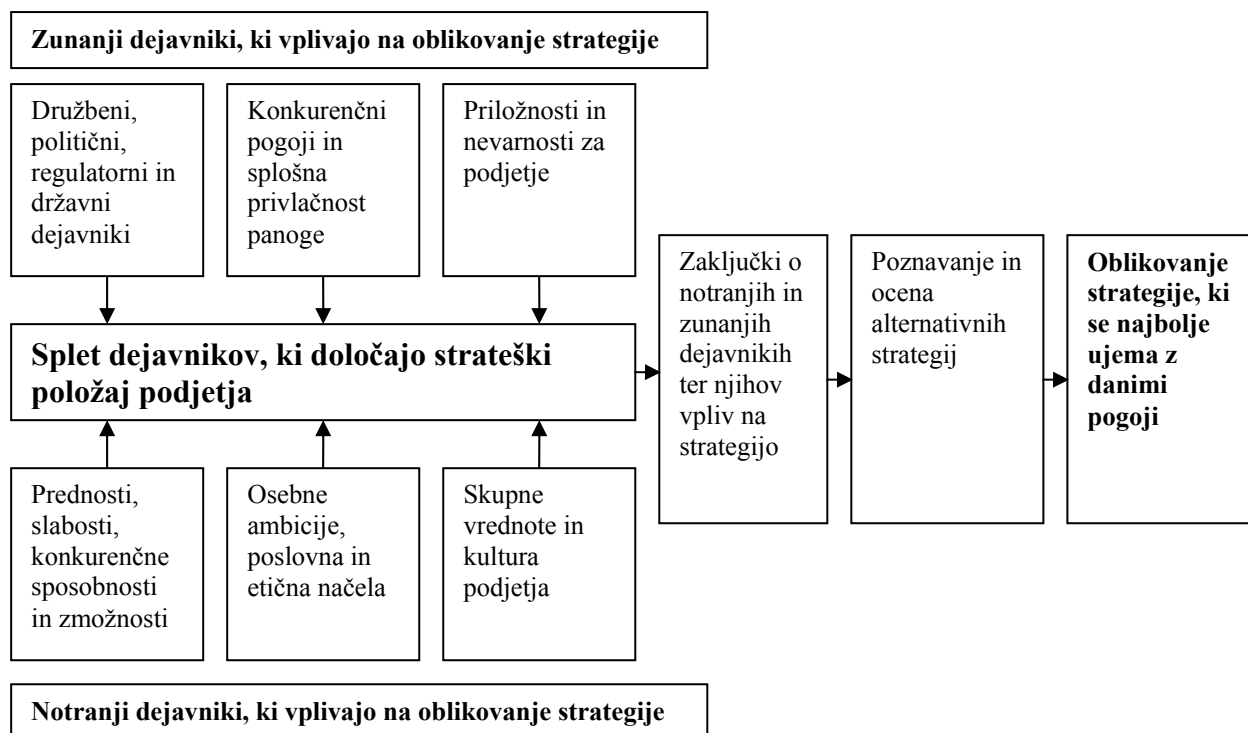 Zunanji dejavniki, ki vplivajo na oblikovanje strategije
Družbeni,
politični,
regulatorni in
državni
dejavniki
Konkurenčni
pogoji in
splošna
privlačnost
panoge
Priložnosti in
nevarnosti za
podjetje
Splet dejavnikov, ki določajo strateški
položaj podjetja
Zaključki o
notranjih in
zunanjih
dejavnikih
ter njihov
vpliv na
strategijo
Poznavanje in
ocena
alternativnih
strategij
Oblikovanje
strategije, ki
se najbolje
ujema z
danimi
pogoji
Prednosti,
slabosti,
konkurenčne
sposobnosti
in zmožnosti
Osebne
ambicije,
poslovna in
etična načela
Skupne
vrednote in
kultura
podjetja
Notranji dejavniki, ki vplivajo na oblikovanje strategije